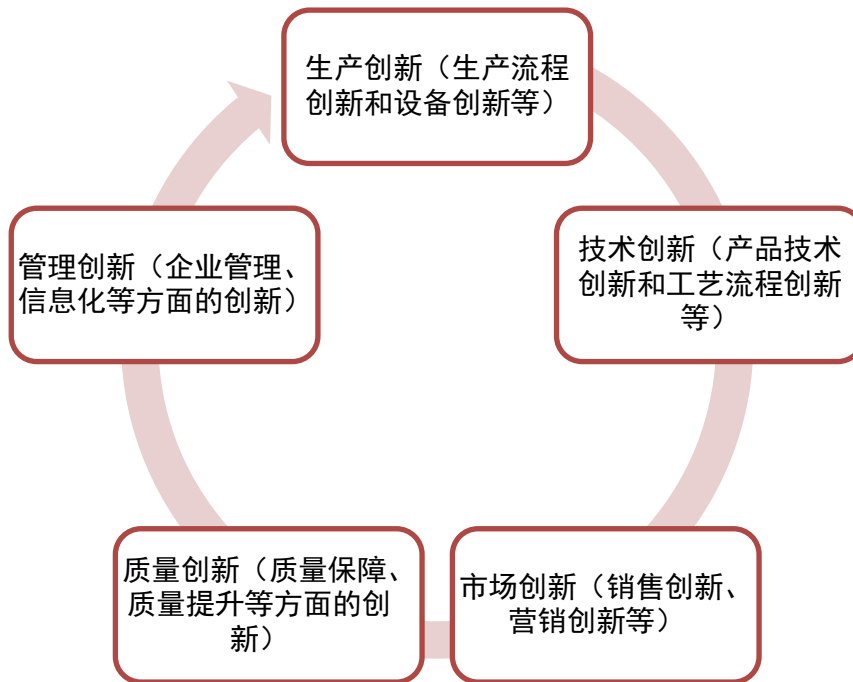 生产创新（生产流程
创新和设备创新等）
技术创新（产品技术
创新和工艺流程创新
等）
市场创新（销售创新、
营销创新等）
质量创新（质量保障、
质量提升等方面的创
新）
管理创新（企业管理、
信息化等方面的创新）